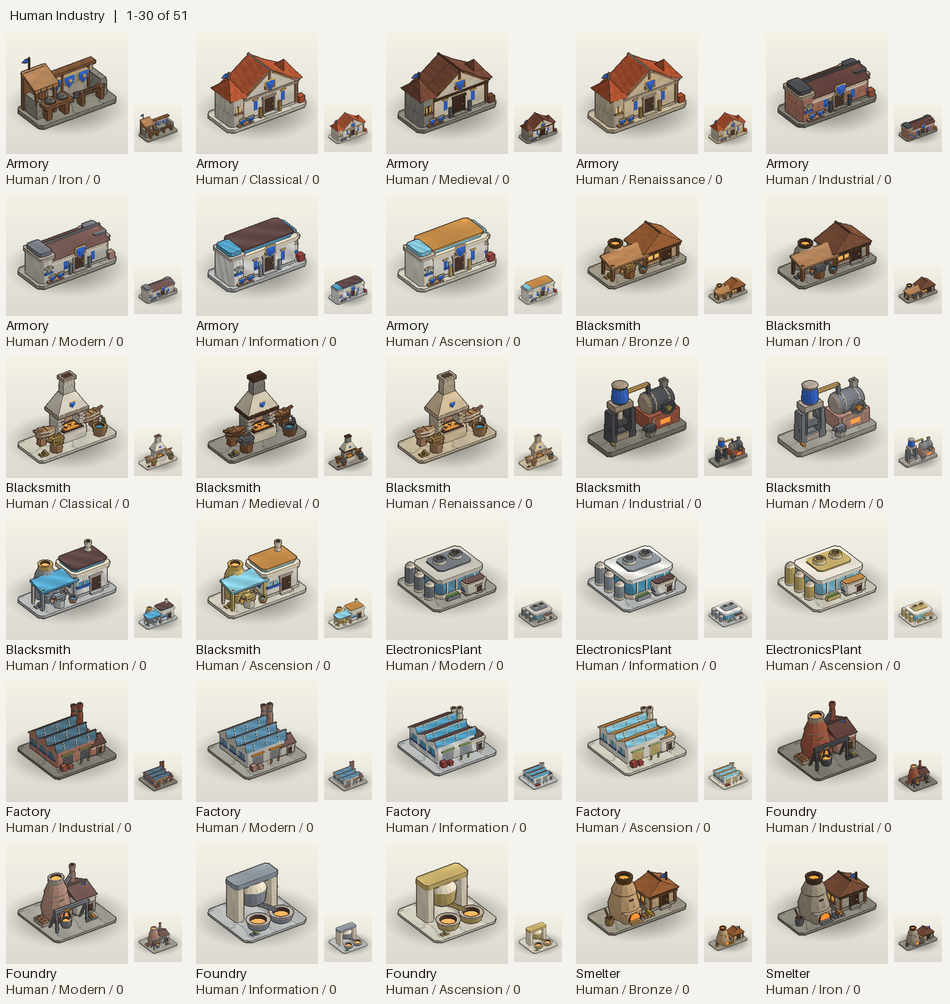 Human Industry | 1-30 of 51
Armory
Human / Iron / 0
Armory
Human / Classical / 0
Armory
Human / Medieval / 0
Armory
Human / Renaissance / 0
Armory
Human / Industrial / 0
Armory
Human / Modern / 0
Armory
Human / Information / 0
Armory
Human / Ascension / 0
Blacksmith
Human / Bronze / 0
Blacksmith
Human / Iron / 0
Blacksmith
Human / Classical / 0
Blacksmith
Human / Medieval / 0
Blacksmith
Human / Renaissance / 0
Blacksmith
Human / Industrial / 0
Blacksmith
Human / Modern / 0
Blacksmith
Human / Information / 0
Blacksmith
Human / Ascension / 0
ElectronicsPlant
Human / Modern / 0
ElectronicsPlant
Human / Information / 0
ElectronicsPlant
Human / Ascension / 0
Factory
Human / Industrial / 0
Factory
Human / Modern / 0
Factory
Human / Information / 0
Factory
Human / Ascension / 0
Foundry
Human / Industrial / 0
Foundry
Human / Modern / 0
Foundry
Human / Information / 0
Foundry
Human / Ascension / 0
Smelter
Human / Bronze / 0
Smelter
Human / Iron / 0